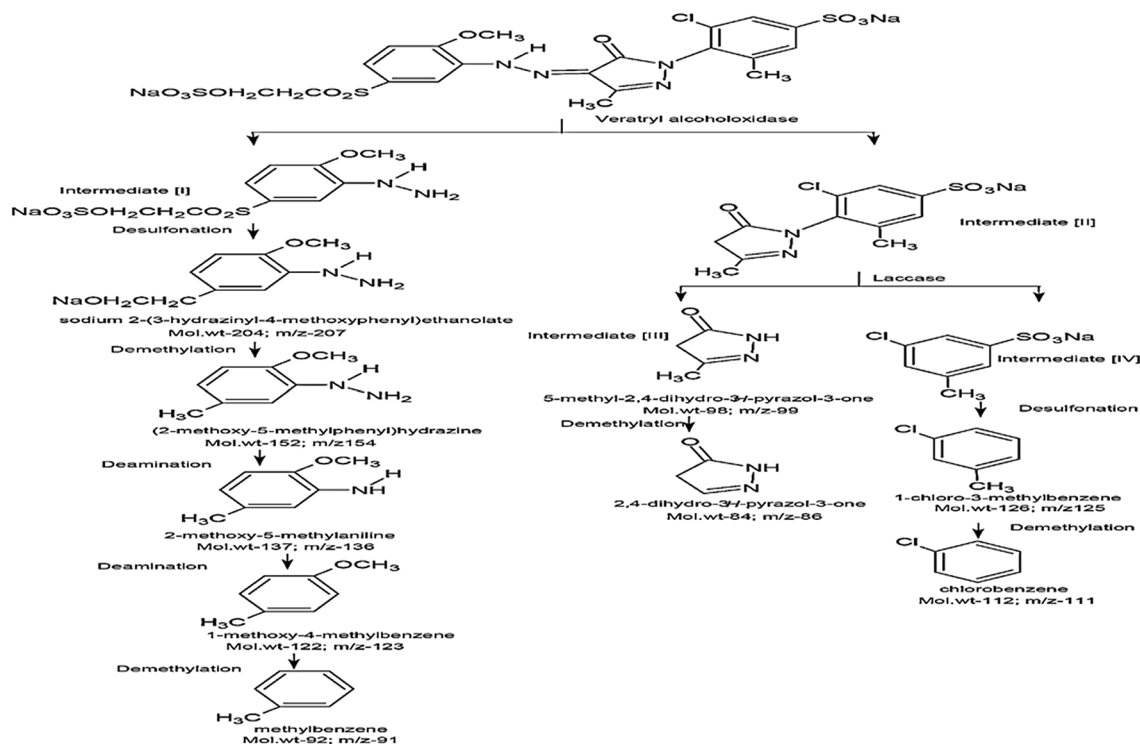 Cl
SO3Na
OCH3
H
O
N
N
N
N
CH3
H3C
NaO3SOH2CH2CO2S
Veratryl alcoholoxidase
OCH3
H
N
NH2
Intermediate [I]
NaO3SOH2CH2CO2S
Desulfonation
Cl
SO3Na
O
N
N
CH3
H3C
Intermediate [II]
OCH3
H
N
NH2
NaOH2CH2C
sodium 2-(3-hydrazinyl-4-methoxyphenyl)ethanolate
Mol.wt-204; m/z-207
Demethylation
OCH3
H
N
NH2
H3C
(2-methoxy-5-methylphenyl)hydrazine
Mol.wt-152; m/z154
Deamination
OCH3
H
NH
H3C
2-methoxy-5-methylaniline
Mol.wt-137; m/z-136
Deamination
OCH3
H3C
1-methoxy-4-methylbenzene
Mol.wt-122; m/z-123
Demethylation
H3C
methylbenzene
Mol.wt-92; m/z-91
Laccase
Intermediate [III]
O
NH
N
H3C
5-methyl-2,4-dihydro-3H-pyrazol-3-one
Mol.wt-98; m/z-99
Demethylation
O
NH
N
2,4-dihydro-3H-pyrazol-3-one
Mol.wt-84; m/z-86
Cl
SO3Na
Intermediate [IV]
CH3
Desulfonation
Cl
CH3
1-chloro-3-methylbenzene
Mol.wt-126; m/z125
Demethylation
Cl
chlorobenzene
Mol.wt-112; m/z-111